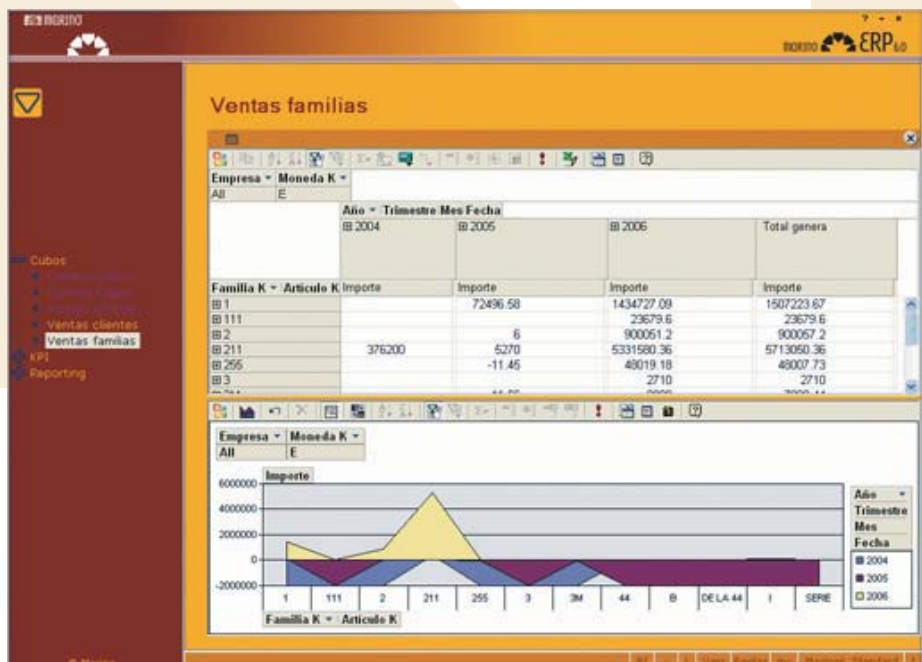 MORINO
? - x
MORINO ERP 6.0
Ventas familias
Empresa Moneda K
All E
Año Trimestre Mes Fecha
2004 2005 2006 Total genera
Familia K Articulo K Importe Importe Importe Importe
1 72496.58 1434727.09 1507223.67
111 23679.6 23679.6
2 6 900051.2 900057.2
211 376200 5270 5331580.36 5713050.36
255 -11.45 48019.18 48007.73
3 2710 2710
Cubos
Ventas clientes
Ventas familias
KPI
Reporting
Empresa Moneda K
All E
Importe
6000000
4000000
2000000
0
-2000000
1 111 2 211 255 3 3M 44 B DE LA 44 I SERIE
Familia K Articulo K
Año
Trimestre
Mes
Fecha
2004
2005
2006